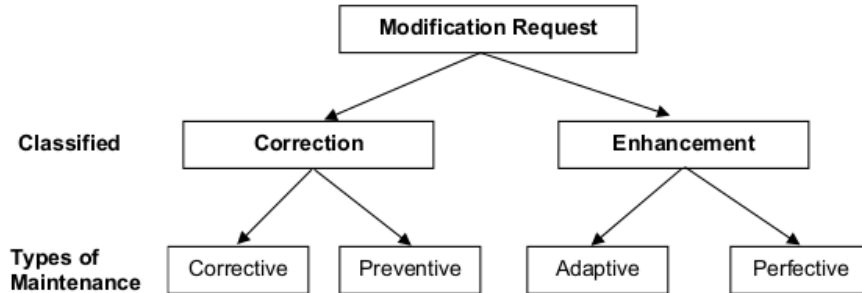 Modification Request
Classified
Correction
Enhancement
Types of
Maintenance
Corrective
Preventive
Adaptive
Perfective